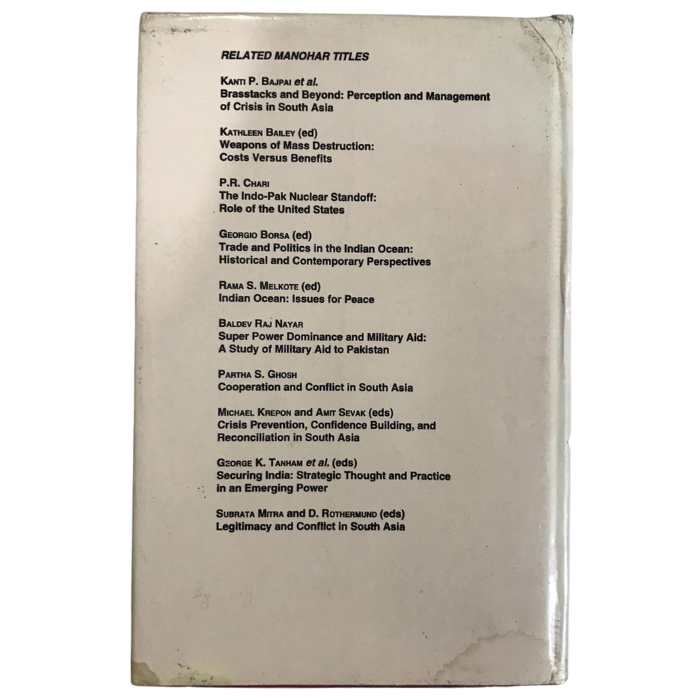 RELATED MANOHAR TITLES
KANTI P. BAJPAI et al.
Brasstacks and Beyond: Perception and Management
of Crisis in South Asia
KATHLEEN BAILEY (ed)
Weapons of Mass Destruction:
Costs Versus Benefits
P.R. CHARI
The Indo-Pak Nuclear Standoff:
Role of the United States
GEORGIO BORSA (ed)
Trade and Politics in the Indian Ocean:
Historical and Contemporary Perspectives
RAMA S. MELKOTE (ed)
Indian Ocean: Issues for Peace
BALDEV RAJ NAYAR
Super Power Dominance and Military Aid:
A Study of Military Aid to Pakistan
PARTHA S. GHOSH
Cooperation and Conflict in South Asia
MICHAEL KREPON and AMIT SEVAK (eds)
Crisis Prevention, Confidence Building, and
Reconciliation in South Asia
GEORGE K. TANHAM et al. (eds)
Securing India: Strategic Thought and Practice
in an Emerging Power
SUBRATA MITRA and D. ROTHERMUND (eds)
Legitimacy and Conflict in South Asia